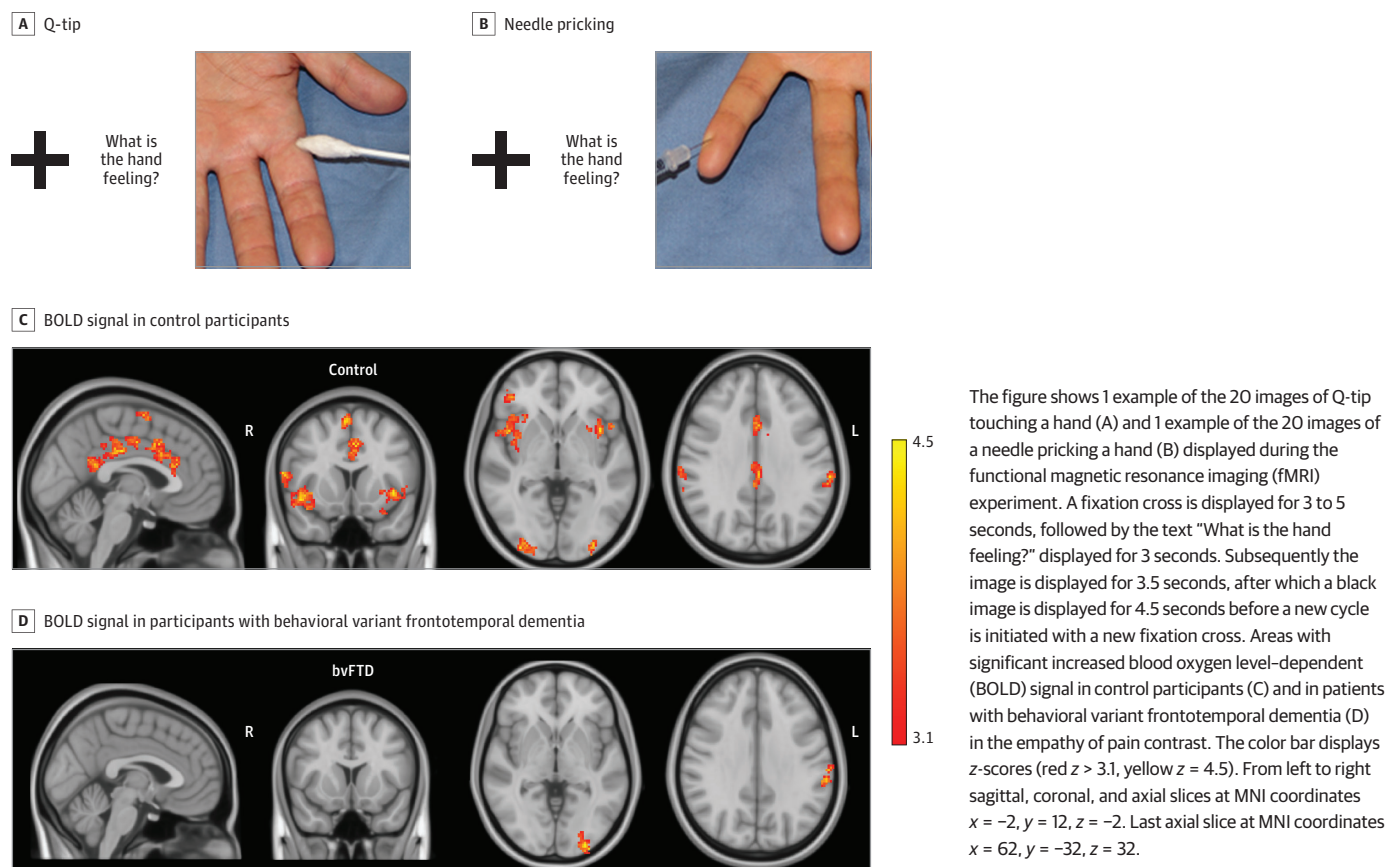 A Q-tip
What is
the hand
feeling?
B Needle pricking
What is
the hand
feeling?
C BOLD signal in control participants
Control
R
L
D BOLD signal in participants with behavioral variant frontotemporal dementia
bvFTD
R
L
4.5
3.1
The figure shows 1 example of the 20 images of Q-tip
touching a hand (A) and 1 example of the 20 images of
a needle pricking a hand (B) displayed during the
functional magnetic resonance imaging (fMRI)
experiment. A fixation cross is displayed for 3 to 5
seconds, followed by the text "What is the hand
feeling?" displayed for 3 seconds. Subsequently the
image is displayed for 3.5 seconds, after which a black
image is displayed for 4.5 seconds before a new cycle
is initiated with a new fixation cross. Areas with
significant increased blood oxygen level–dependent
(BOLD) signal in control participants (C) and in patients
with behavioral variant frontotemporal dementia (D)
in the empathy of pain contrast. The color bar displays
z-scores (red z > 3.1, yellow z = 4.5). From left to right
sagittal, coronal, and axial slices at MNI coordinates
x = −2, y = 12, z = −2. Last axial slice at MNI coordinates
x = 62, y = −32, z = 32.